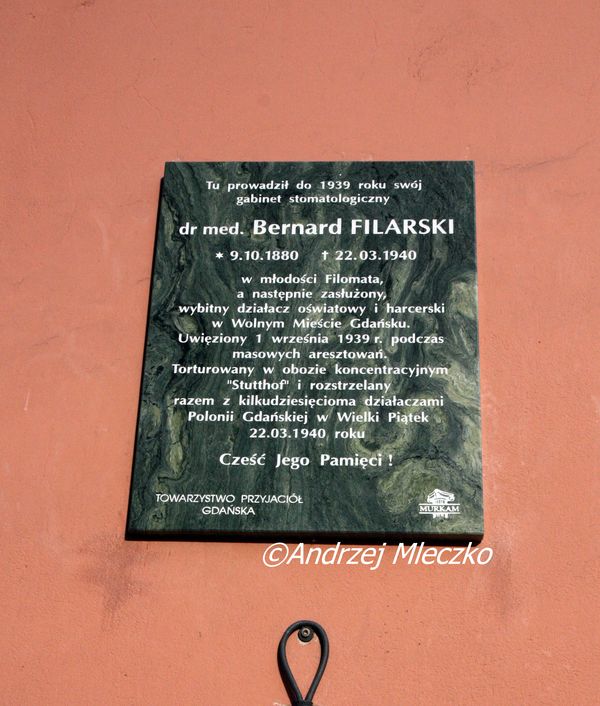 Tu prowadził do 1939 roku swój
gabinet stomatologiczny
dr med. Bernard FILARSKI
* 9.10.1880 † 22.03.1940
w młodości Filomata,
a następnie zasłużony,
wybitny działacz oświatowy i harcerski
w Wolnym Mieście Gdańsku.
Uwięziony 1 września 1939 r. podczas
masowych aresztowań.
Torturowany w obozie koncentracyjnym
"Stutthof" i rozstrzelany
razem z kilkudziesięcioma działaczami
Polonii Gdańskiej w Wielki Piątek
22.03.1940 roku
Cześć Jego Pamięci !
TOWARZYSTWO PRZYJACIÓŁ
GDAŃSKA
MURKAM
©Andrzej Mleczko